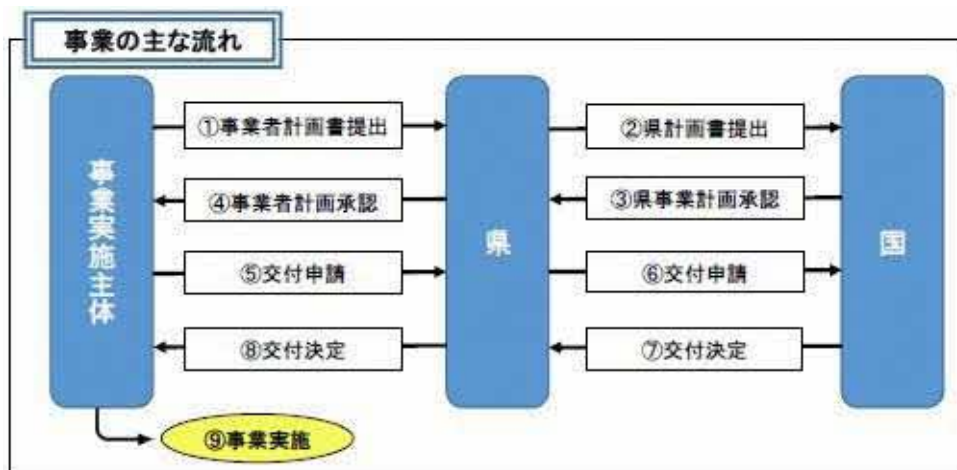 事業の主な流れ
事業実施主体
①事業者計画書提出
県
②県計画書提出
国
④事業者計画承認
③県事業計画承認
⑤交付申請
⑥交付申請
⑧交付決定
⑦交付決定
⑨事業実施